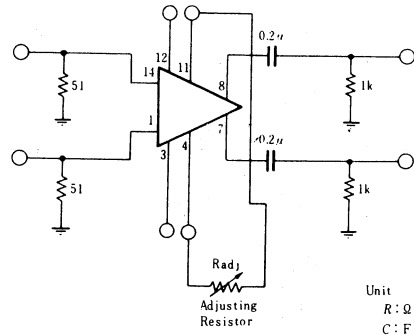 12
11
0.2μ
14
8
51
1k
1
7
0.2μ
3
4
51
1k
Radj
Adjusting
Resistor
Unit
R : Ω
C : F